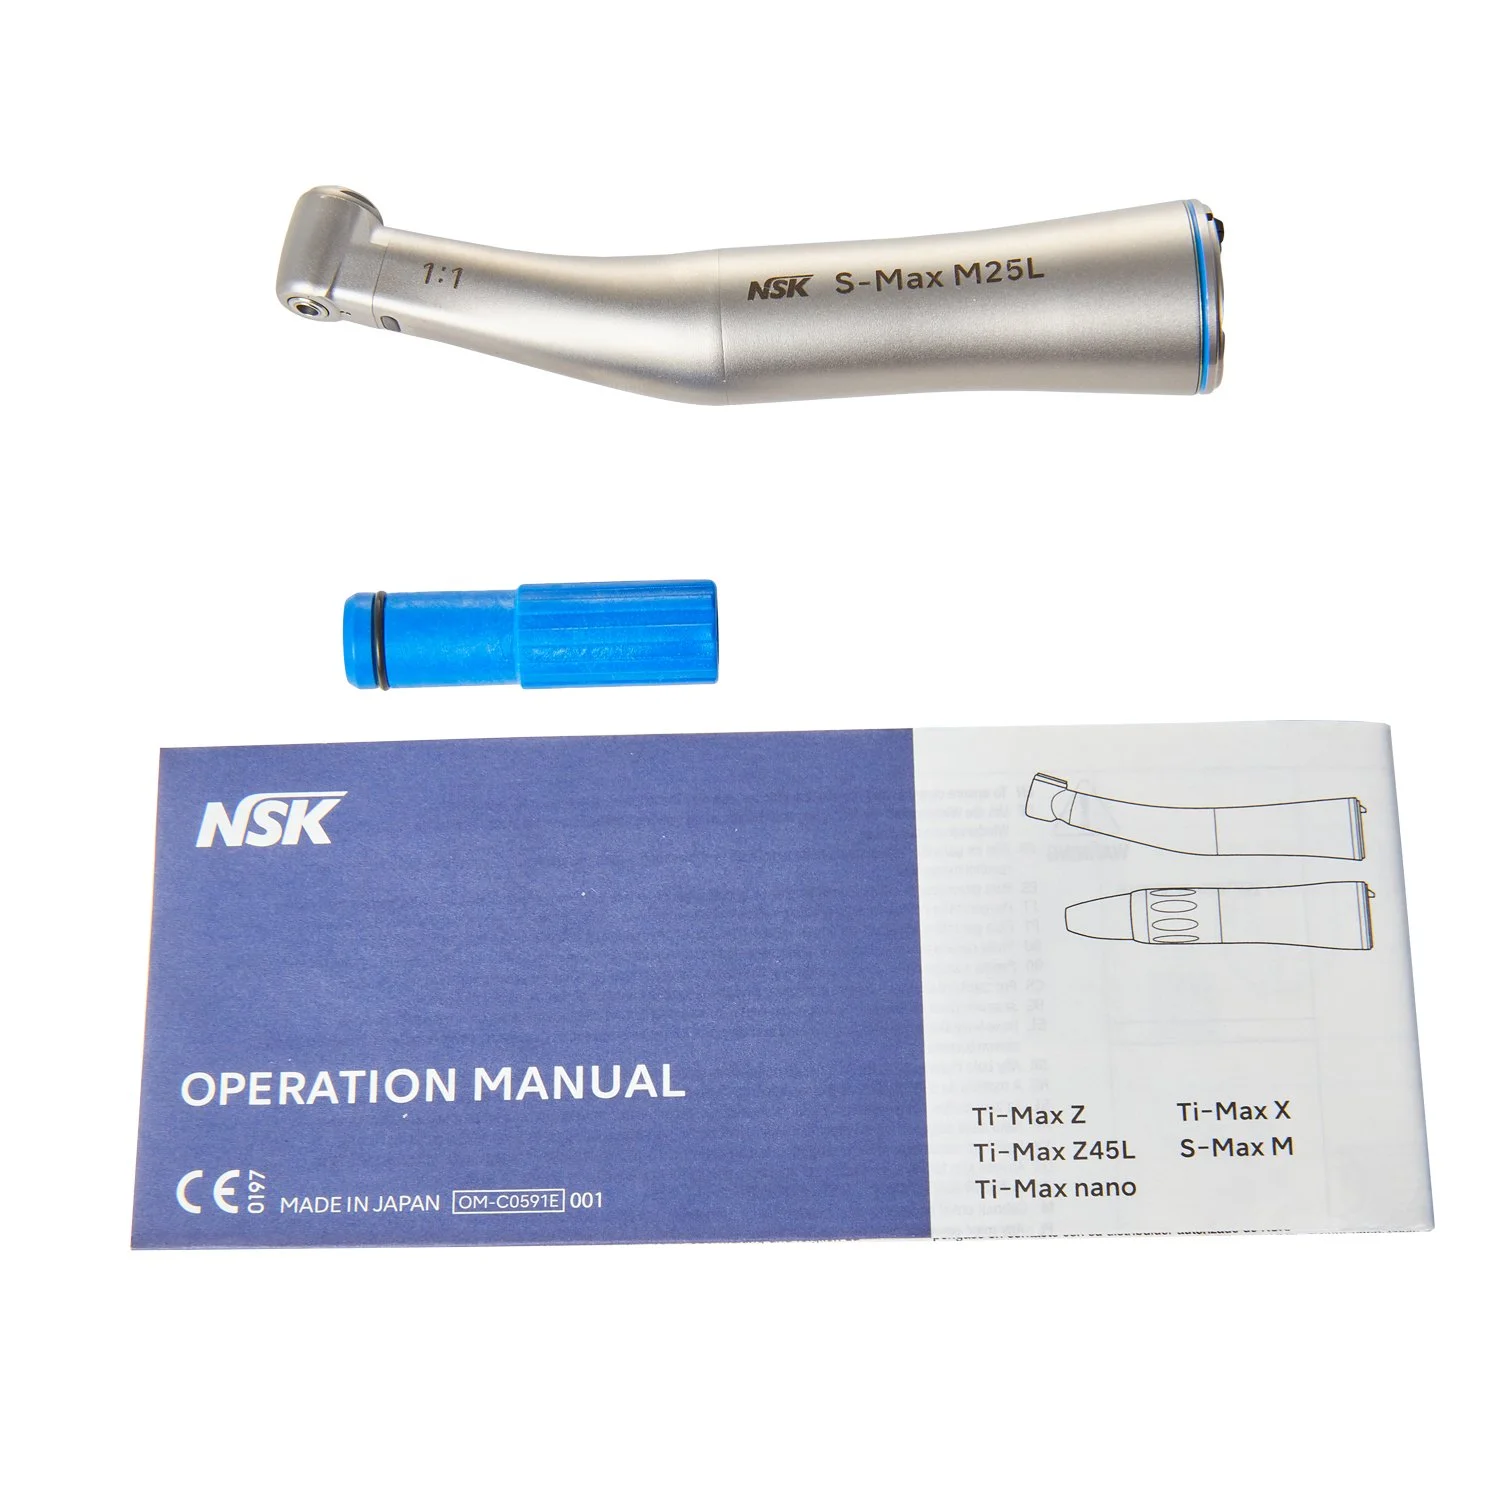 1:1
NSK S-Max M25L
NSK
OPERATION MANUAL
CE 0197 MADE IN JAPAN OM-C0591E 001
Ti-Max Z Ti-Max X
Ti-Max Z45L S-Max M
Ti-Max nano